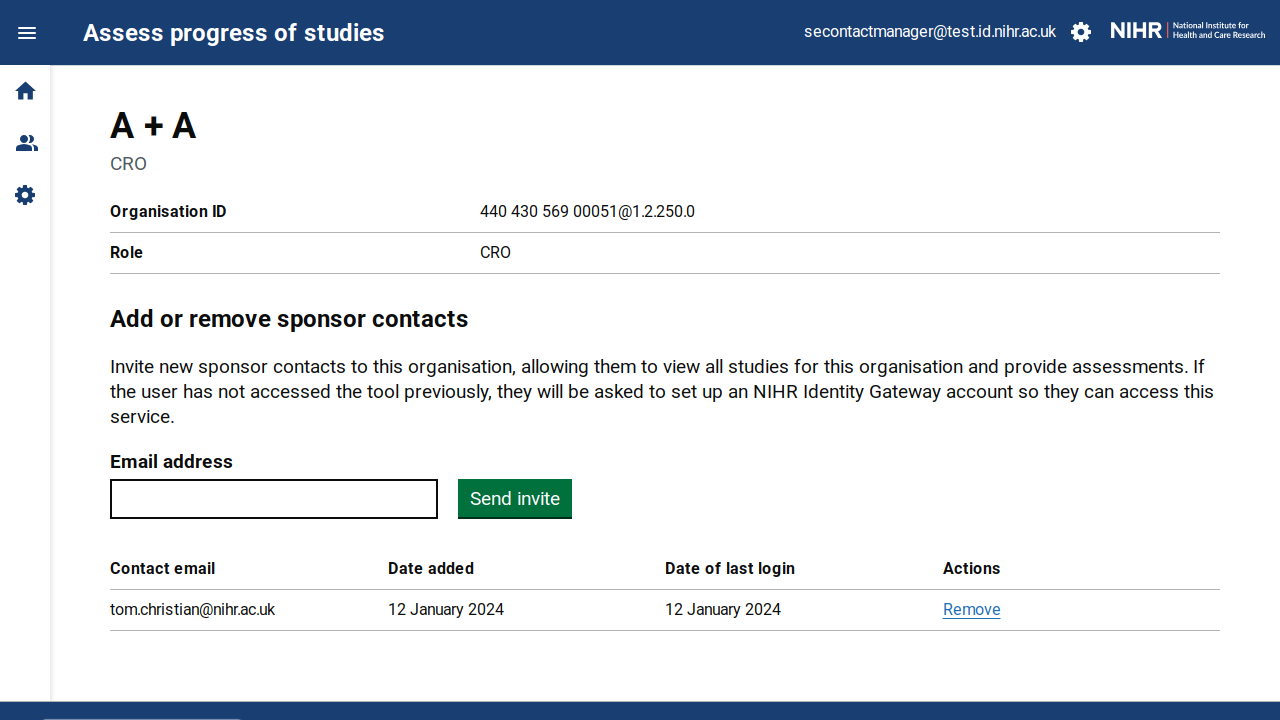 Assess progress of studies
secontactmanager@test.id.nihr.ac.uk
NIHR
National Institute for
Health and Care Research
A + A
CRO
Organisation ID 440 430 569 00051@1.2.250.0
Role CRO
Add or remove sponsor contacts
Invite new sponsor contacts to this organisation, allowing them to view all studies for this organisation and provide assessments. If
the user has not accessed the tool previously, they will be asked to set up an NIHR Identity Gateway account so they can access this
service.
Email address
Send invite
Contact email Date added Date of last login Actions
tom.christian@nihr.ac.uk 12 January 2024 12 January 2024 Remove